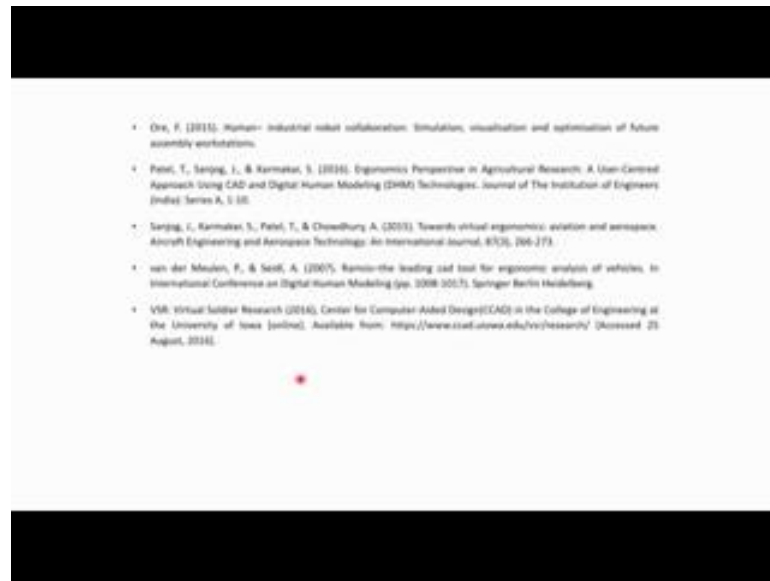 • Ore, F. (2015). Human– industrial robot collaboration: Simulation, visualisation and optimisation of future
assembly workstations.
• Patel, T., Sanjog, J., & Karmakar, S. (2016). Ergonomics Perspective in Agricultural Research: A User-Centred
Approach Using CAD and Digital Human Modeling (DHM) Technologies. Journal of The Institution of Engineers
(India): Series A, 1-10.
• Sanjog, J., Karmakar, S., Patel, T., & Chowdhury, A. (2015). Towards virtual ergonomics: aviation and aerospace.
Aircraft Engineering and Aerospace Technology: An International Journal, 87(3), 266-273.
• van der Meulen, P., & Seidl, A. (2007). Ramsis–the leading cad tool for ergonomic analysis of vehicles. In
International Conference on Digital Human Modeling (pp. 1008-1017). Springer Berlin Heidelberg.
• VSR: Virtual Soldier Research (2016), Center for Computer Aided Design(CCAD) in the College of Engineering at
the University of Iowa [online]. Available from: https://www.ccad.uiowa.edu/vsr/research/ [Accessed 25
August, 2016].